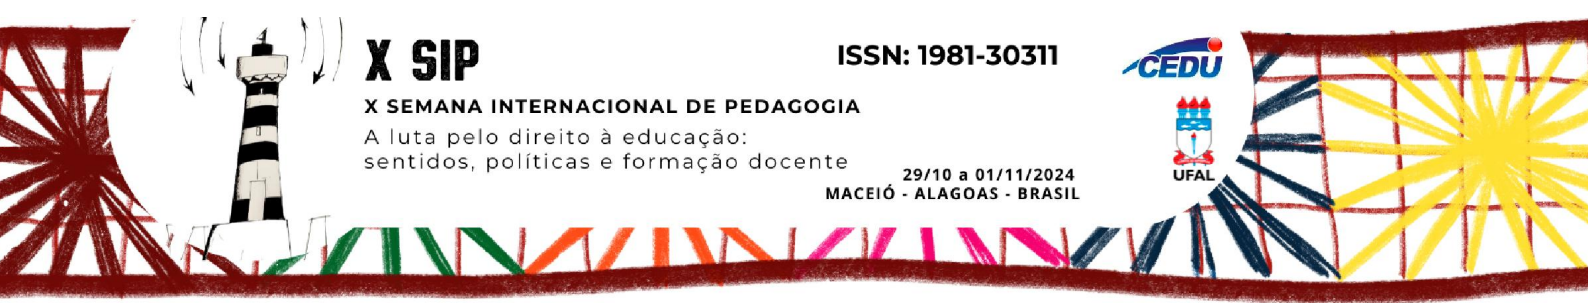 X SIP
ISSN: 1981-30311
CEDU
X SEMANA INTERNACIONAL DE PEDAGOGIA
A luta pelo direito à educação:
sentidos, políticas e formação docente
29/10 a 01/11/2024
MACEIÓ - ALAGOAS - BRASIL
UFAL